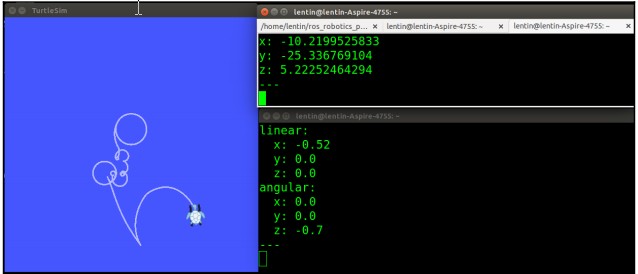 TurtleSim
lentin@lentin-Aspire-4755: ~
/home/lentin/ros_robotics_p... × lentin@lentin-Aspire-4755: ~ × lentin@lentin-Aspire-4755: ~ ×
x: -10.2199525833
y: -25.336769104
z: 5.22252464294
---
lentin@lentin-Aspire-4755: ~
linear:
x: -0.52
y: 0.0
z: 0.0
angular:
x: 0.0
y: 0.0
z: -0.7
---